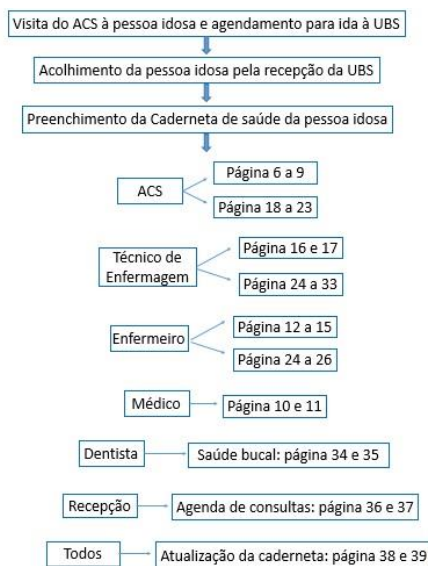 Visita do ACS à pessoa idosa e agendamento para ida à UBS
Acolhimento da pessoa idosa pela recepção da UBS
Preenchimento da Caderneta de saúde da pessoa idosa
ACS
Página 6 a 9
Página 18 a 23
Técnico de
Enfermagem
Página 16 e 17
Página 24 a 33
Enfermeiro
Página 12 a 15
Página 24 a 26
Médico
Página 10 e 11
Dentista
Saúde bucal: página 34 e 35
Recepção
Agenda de consultas: página 36 e 37
Todos
Atualização da caderneta: página 38 e 39